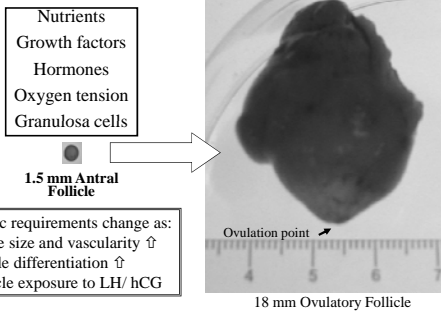 Nutrients
Growth factors
Hormones
Oxygen tension
Granulosa cells
1.5 mm Antral
Follicle
c requirements change as:
e size and vascularity ⇧
le differentiation ⇧
cle exposure to LH/ hCG
Ovulation point
4 5 6 7
18 mm Ovulatory Follicle